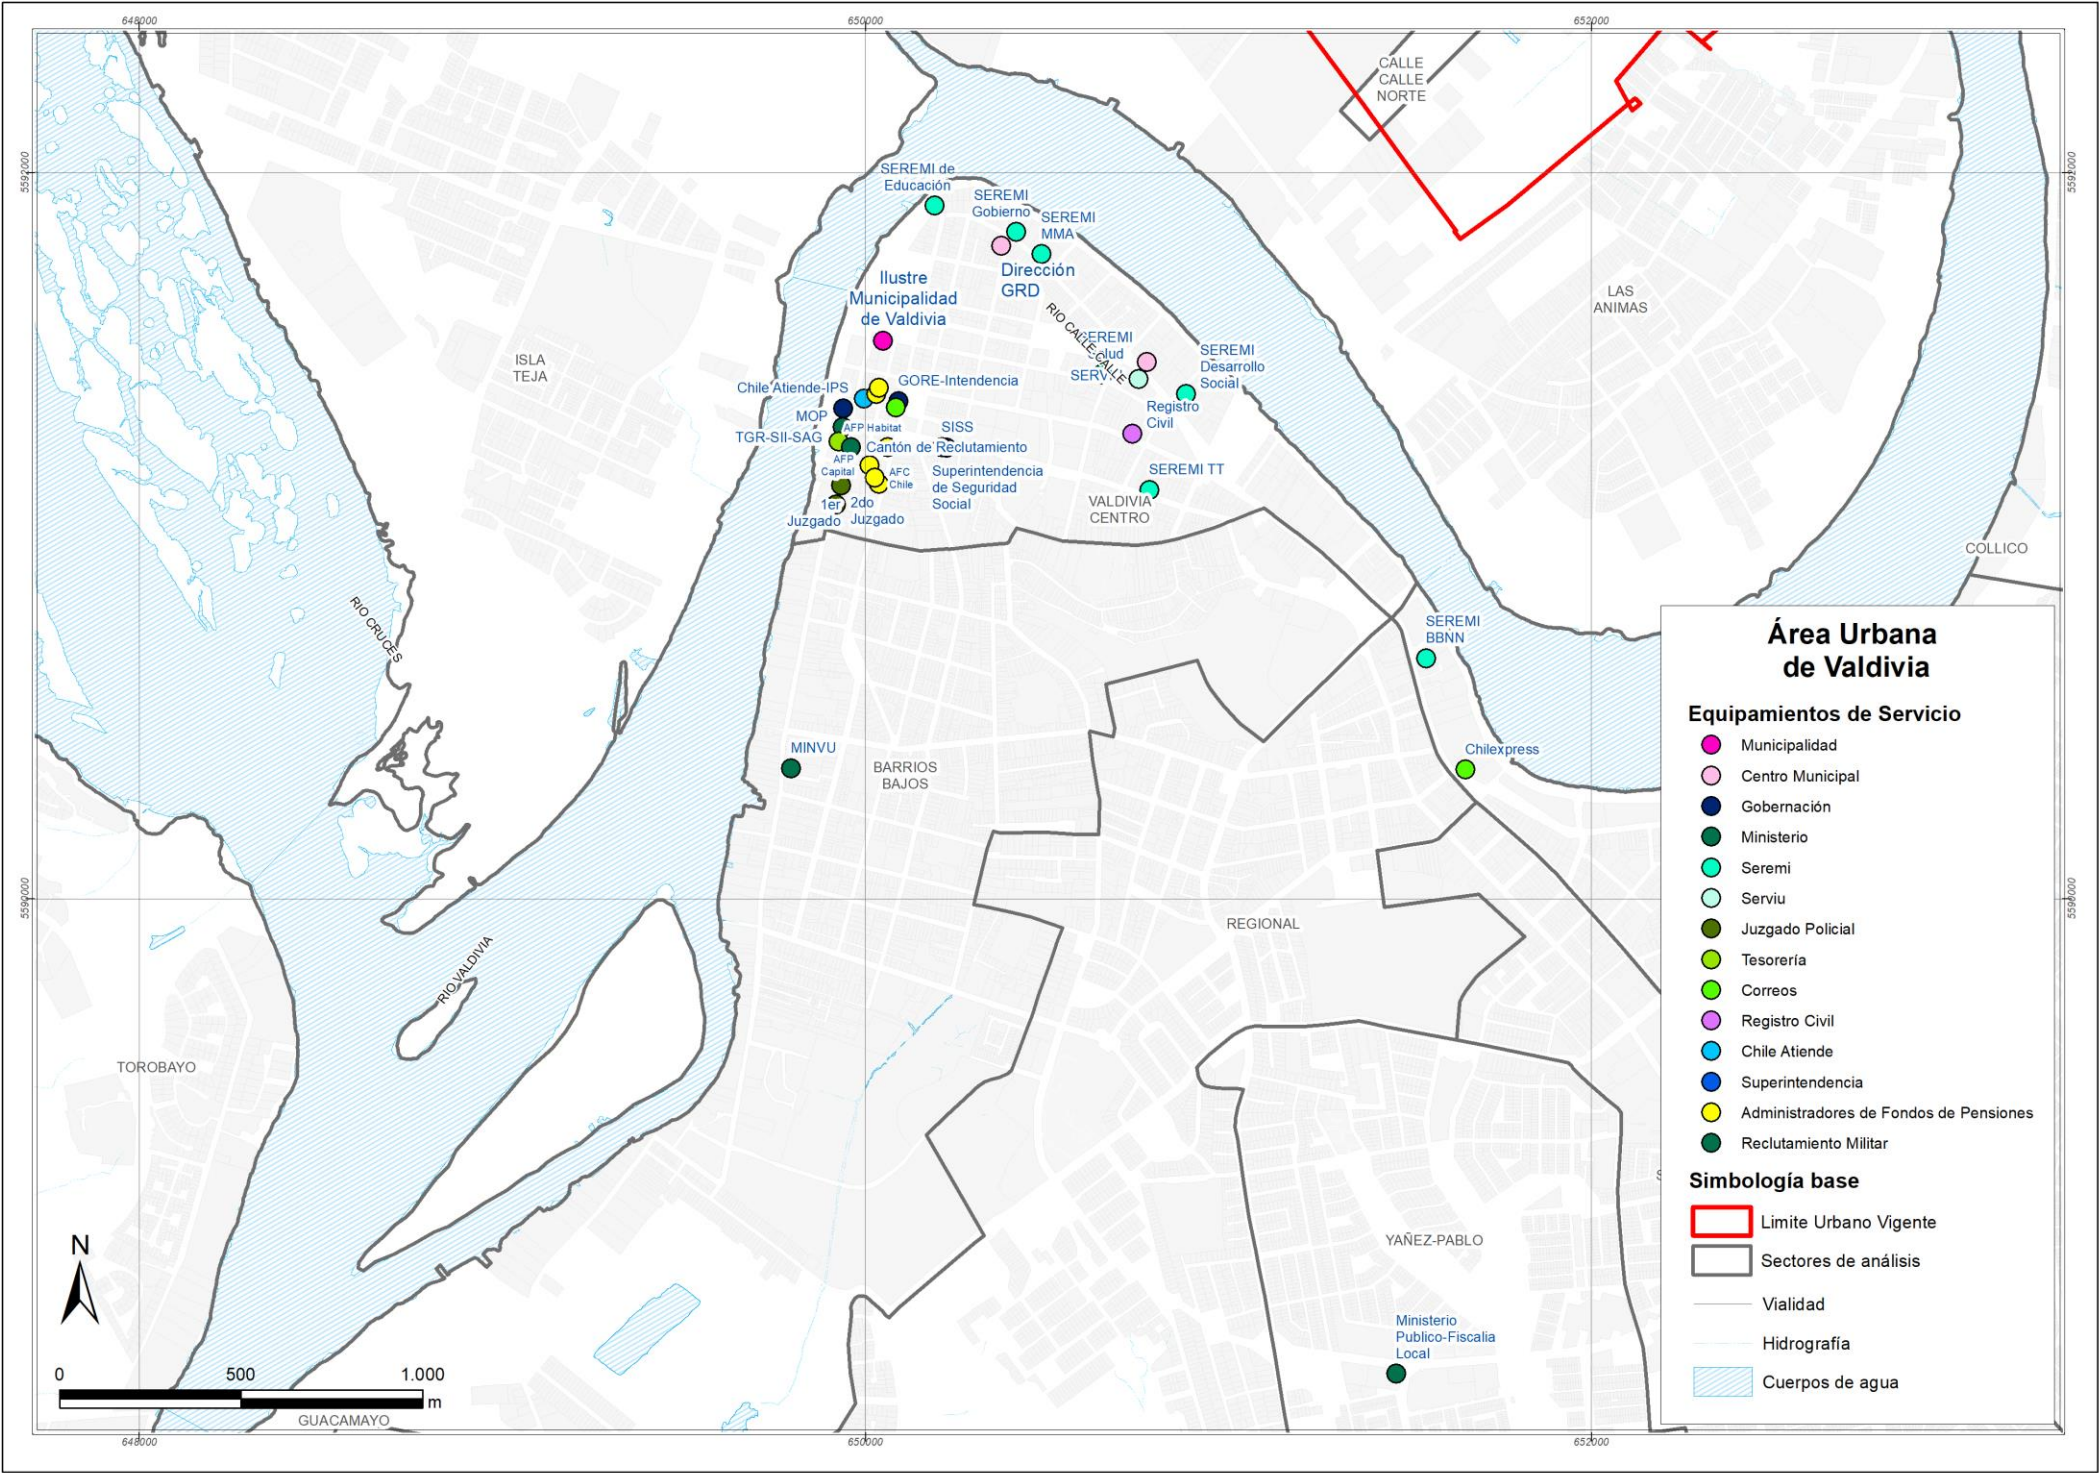 648000
650000
652000
5592000
5592000
CALLE
CALLE
NORTE
SEREMI de
Educación
SEREMI
Gobierno
SEREMI
MMA
Dirección
GRD
Ilustre
Municipalidad
de Valdivia
RIO CALLE-CALLE
LAS
ANIMAS
ISLA
TEJA
SEREMI
Salud
SEREMI
Desarrollo
Social
Chile Atiende-IPS
GORE-Intendencia
Registro
Civil
MOP
AFP Habitat
SISS
TGR-SII-SAG
Cantón de Reclutamiento
AFP
Capital
AFC
Chile
Superintendencia
de Seguridad
Social
SEREMI TT
1er
Juzgado
2do
Juzgado
VALDIVIA
CENTRO
COLLICO
RIO CRUCES
SEREMI
BBNN
MINVU
BARRIOS
BAJOS
Chilexpress
5590000
5590000
REGIONAL
RIO VALDIVIA
TOROBAYO
YAÑEZ-PABLO
Ministerio
Publico-Fiscalia
Local
N
0 500 1.000
m
GUACAMAYO
648000
650000
652000
Área Urbana
de Valdivia
Equipamientos de Servicio
Municipalidad
Centro Municipal
Gobernación
Ministerio
Seremi
Serviu
Juzgado Policial
Tesorería
Correos
Registro Civil
Chile Atiende
Superintendencia
Administradores de Fondos de Pensiones
Reclutamiento Militar
Simbología base
Limite Urbano Vigente
Sectores de análisis
Vialidad
Hidrografía
Cuerpos de agua